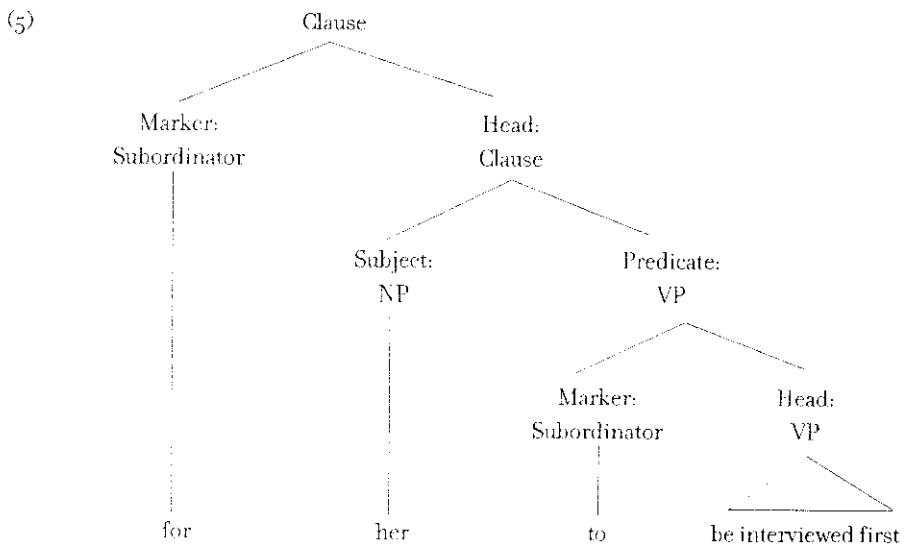 (5)
Clause
Marker: Head:
Subordinator Clause
Subject: Predicate:
NP VP
Marker: Head:
Subordinator VP
for her to be interviewed first